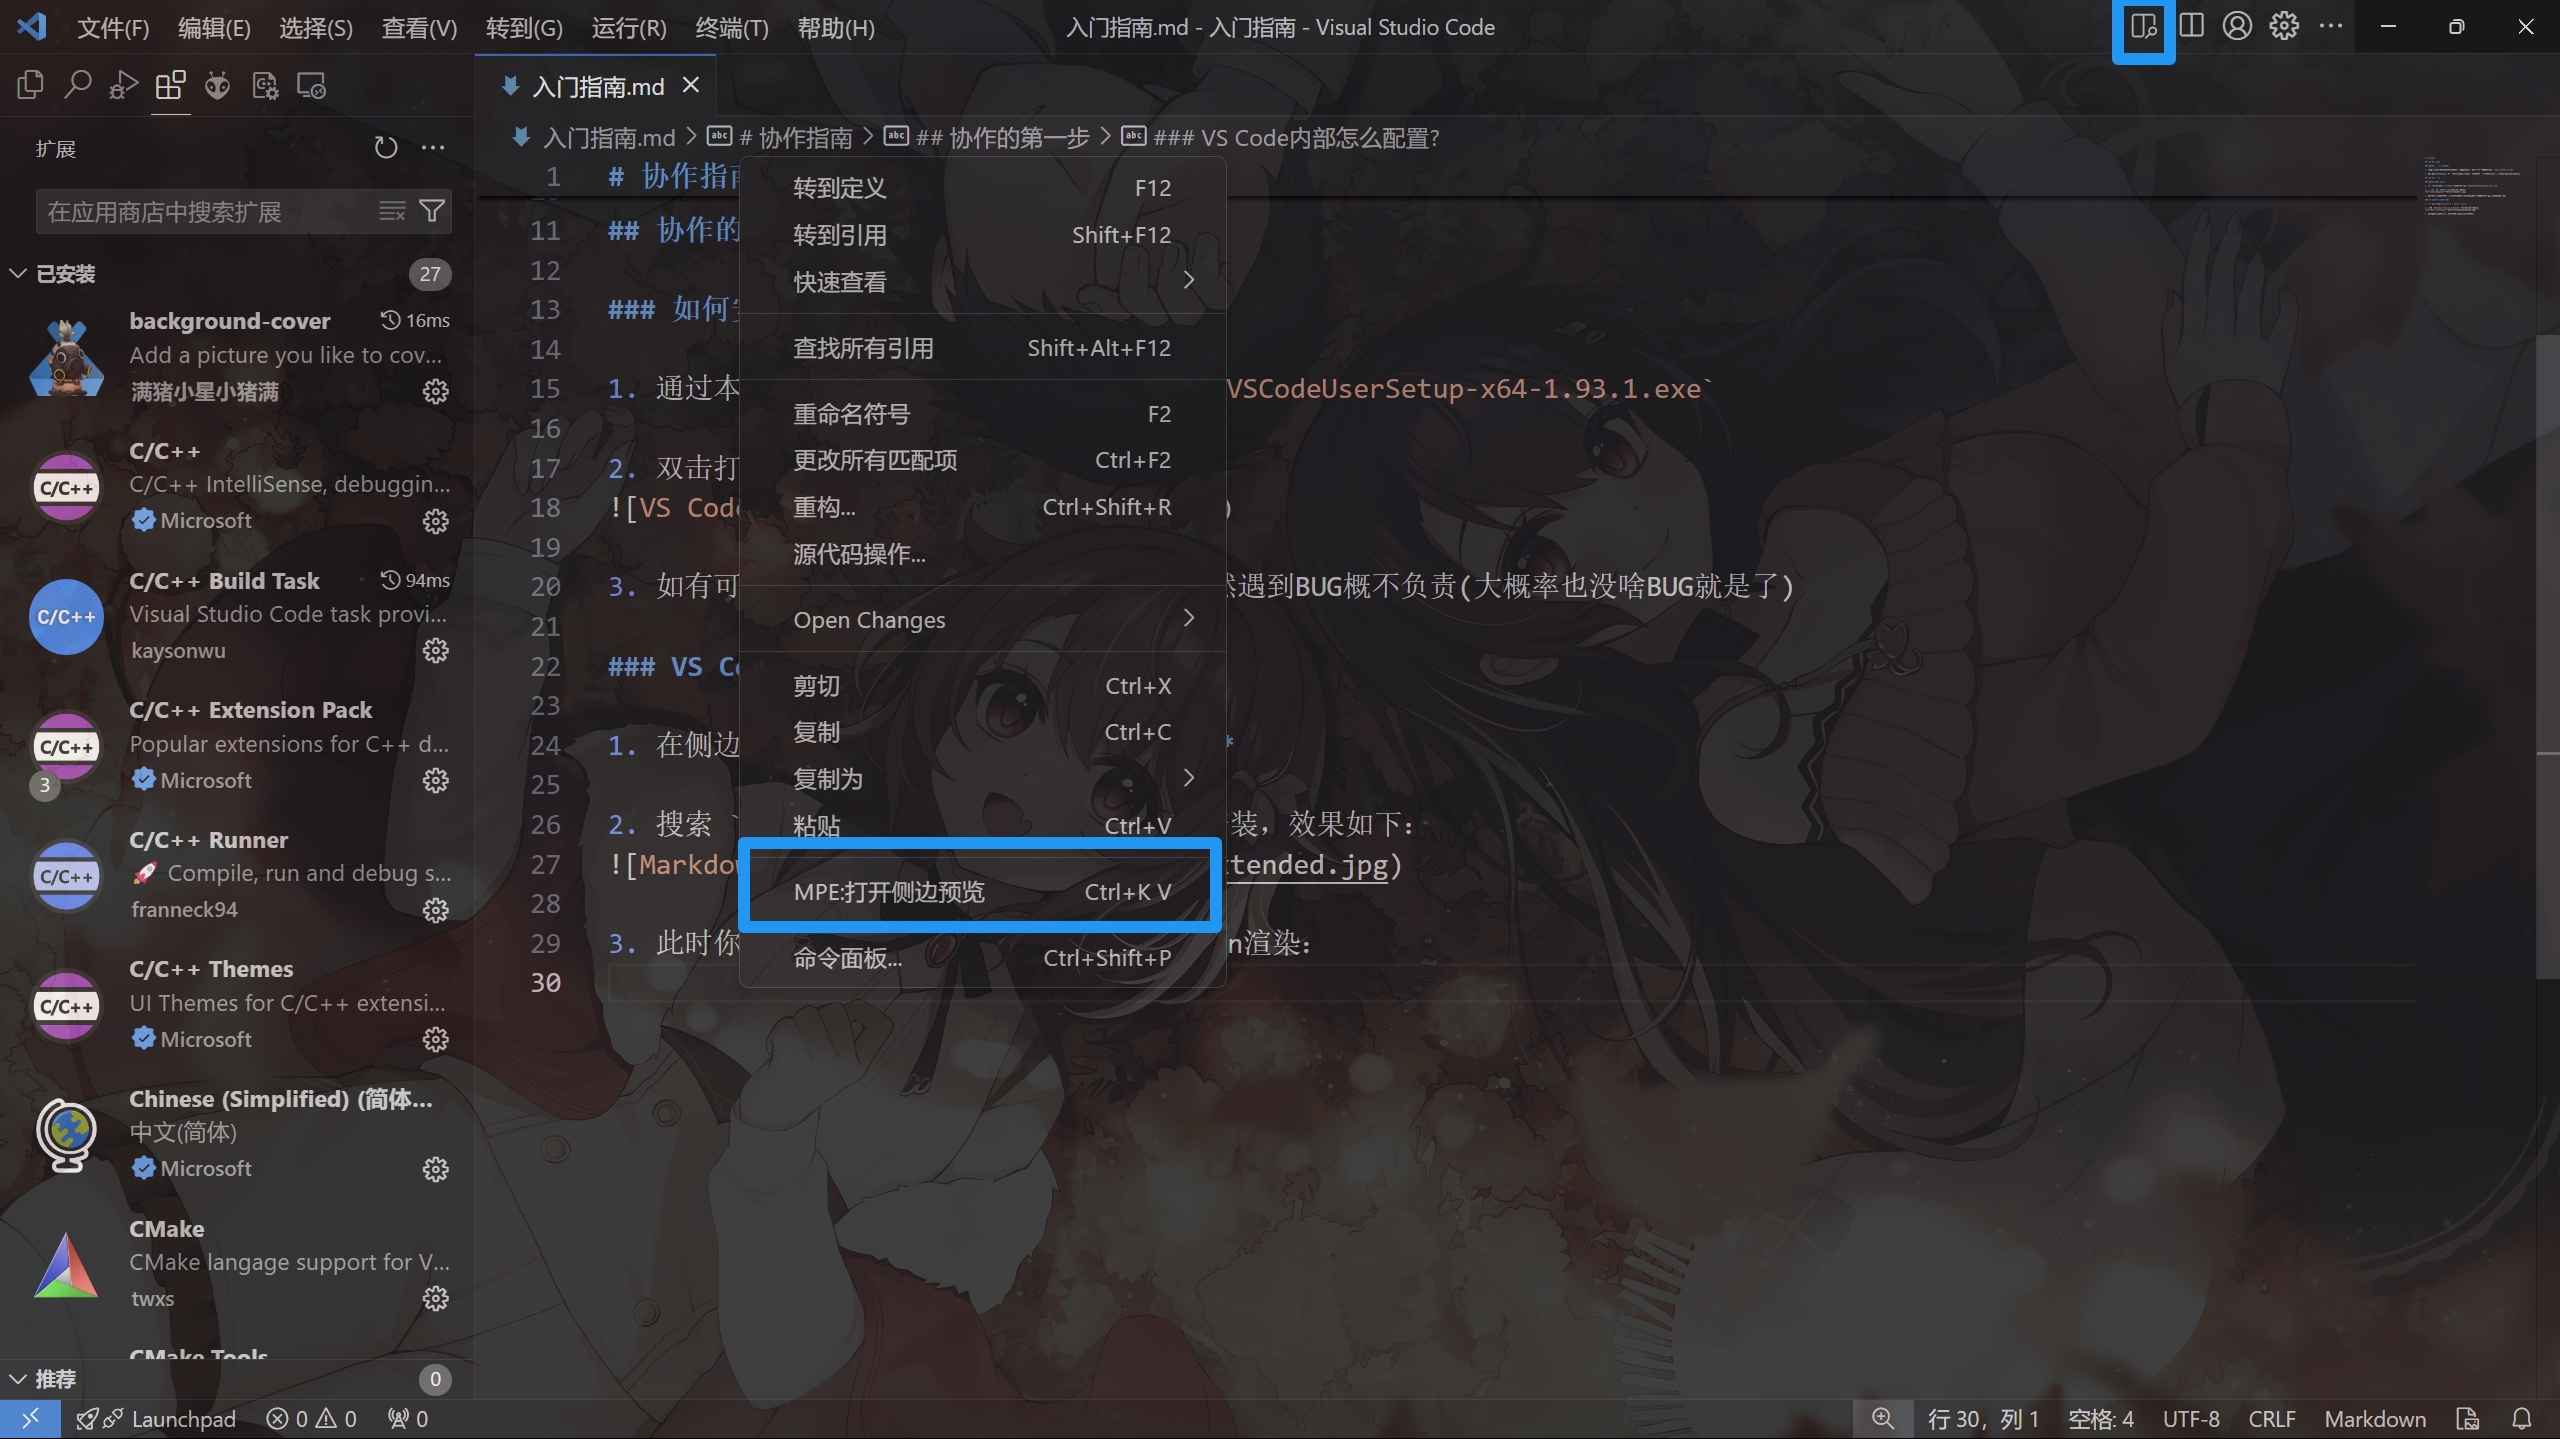 文件(F) 编辑(E) 选择(S) 查看(V) 转到(G) 运行(R) 终端(T) 帮助(H) 入门指南.md - 入门指南 - Visual Studio Code
入门指南.md
入门指南.md > # 协作指南 > ## 协作的第一步 > ### VS Code内部怎么配置?
扩展
在应用商店中搜索扩展
已安装 27
background-cover 16ms
Add a picture you like to cov...
满猪小星小猪满
C/C++
C/C++
C/C++ IntelliSense, debuggin...
Microsoft
C/C++
C/C++ Build Task 94ms
Visual Studio Code task provi...
kaysonwu
C/C++
C/C++ Extension Pack
Popular extensions for C++ d...
Microsoft
3
C/C++
C/C++ Runner
🚀 Compile, run and debug s...
franneck94
C/C++
C/C++ Themes
UI Themes for C/C++ extensi...
Microsoft
Chinese (Simplified) (简体...
中文(简体)
Microsoft
CMake
CMake langage support for V...
twxs
CMake Tools
推荐 0
1 # 协作指南
11 ## 协作的
12
13 ### 如何安
14
15 1. 通过本 VSCodeUserSetup-x64-1.93.1.exe`
16
17 2. 双击打
18 ![VS Code )
19
20 3. 如有可 然遇到BUG概不负责(大概率也没啥BUG就是了)
21
22 ### VS Co
23
24 1. 在侧边 *
25
26 2. 搜索 ` 装，效果如下：
27 ![Markdow xtended.jpg)
28
29 3. 此时你 n渲染：
30
转到定义 F12
转到引用 Shift+F12
快速查看
查找所有引用 Shift+Alt+F12
重命名符号 F2
更改所有匹配项 Ctrl+F2
重构... Ctrl+Shift+R
源代码操作...
Open Changes
剪切 Ctrl+X
复制 Ctrl+C
复制为
粘贴 Ctrl+V
MPE:打开侧边预览 Ctrl+K V
命令面板... Ctrl+Shift+P
Launchpad 0 0 0 行 30，列 1 空格: 4 UTF-8 CRLF Markdown